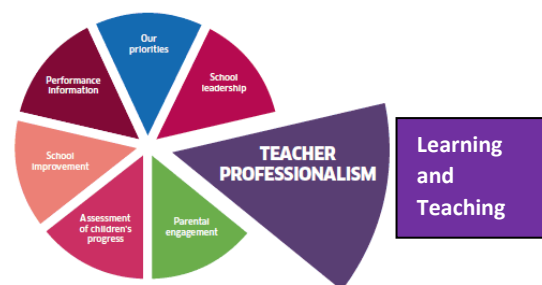 Our
priorities
School
leadership
TEACHER
PROFESSIONALISM
Parental
engagement
Assessment
of children's
progress
School
improvement
Performance
information
Learning
and
Teaching